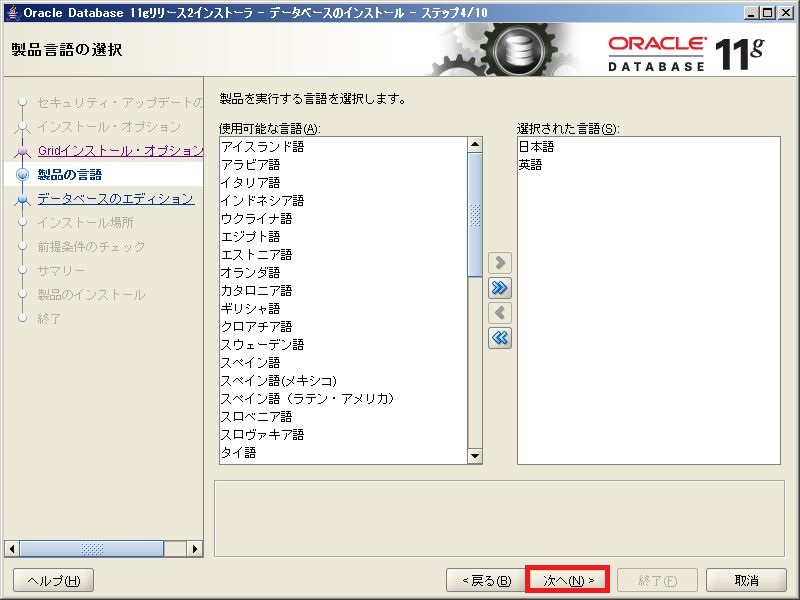 Oracle Database 11gリリース2インストーラ - データベースのインストール - ステップ4/10
製品言語の選択
ORACLE
DATABASE
11g
セキュリティ・アップデートの
インストール・オプション
Gridインストール・オプション
製品の言語
データベースのエディション
インストール場所
前提条件のチェック
サマリー
製品のインストール
終了
製品を実行する言語を選択します。
使用可能な言語(A):
アイスランド語
アラビア語
イタリア語
インドネシア語
ウクライナ語
エジプト語
エストニア語
オランダ語
カタロニア語
ギリシャ語
クロアチア語
スウェーデン語
スペイン語
スペイン語(メキシコ)
スペイン語（ラテン・アメリカ）
スロベニア語
スロヴァキア語
タイ語
選択された言語(S):
日本語
英語
ヘルプ(H)
< 戻る(B)
次へ(N) >
終了(F)
取消